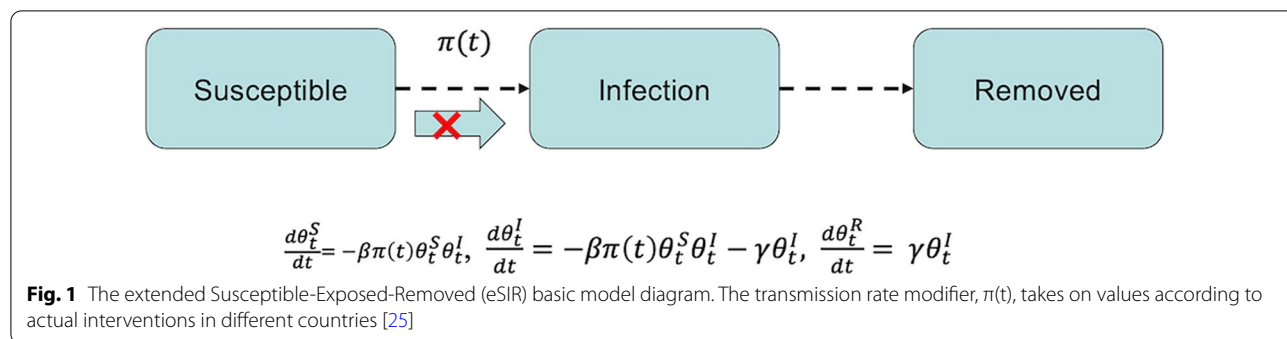 π(t)
Susceptible
Infection
Removed
dθ_t^S/dt = −βπ(t)θ_t^S θ_t^I, dθ_t^I/dt = −βπ(t)θ_t^S θ_t^I − γθ_t^I, dθ_t^R/dt = γθ_t^I
Fig. 1 The extended Susceptible-Exposed-Removed (eSIR) basic model diagram. The transmission rate modifier, π(t), takes on values according to
actual interventions in different countries [25]